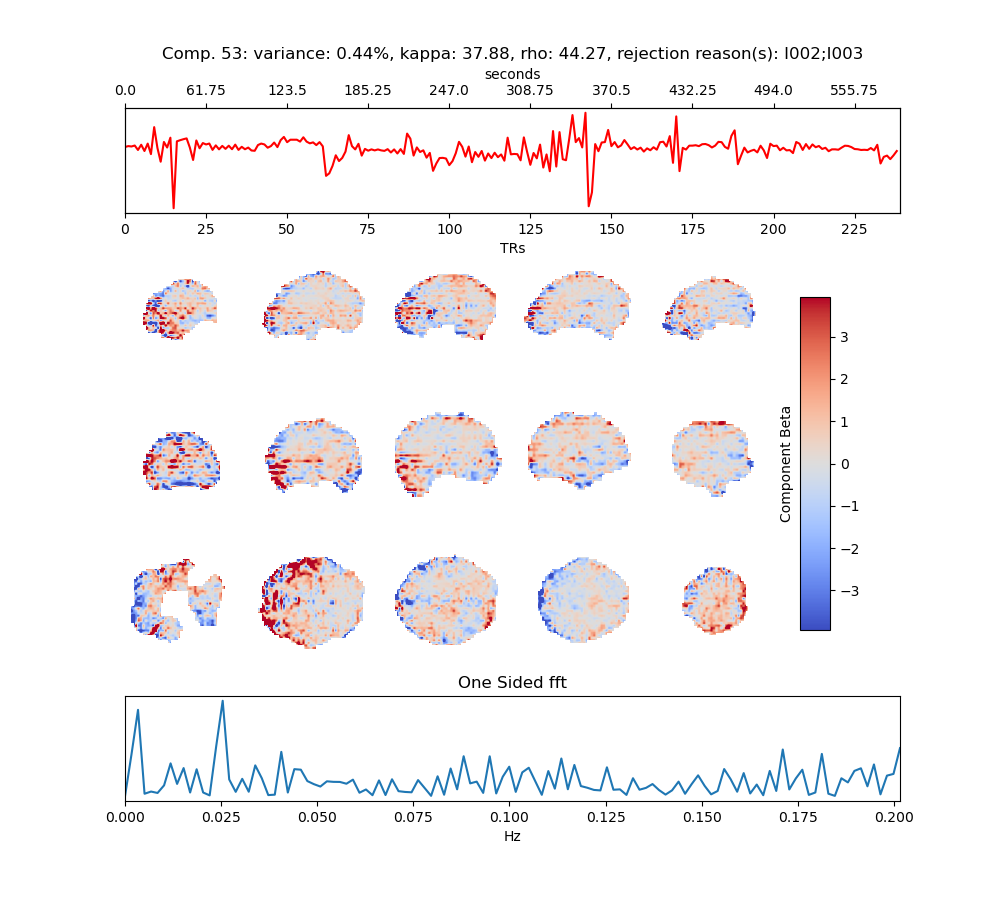 Comp. 53: variance: 0.44%, kappa: 37.88, rho: 44.27, rejection reason(s): I002;I003
seconds
0.0 61.75 123.5 185.25 247.0 308.75 370.5 432.25 494.0 555.75
0 25 50 75 100 125 150 175 200 225
TRs
3
2
1
0
−1
−2
−3
Component Beta
One Sided fft
0.000 0.025 0.050 0.075 0.100 0.125 0.150 0.175 0.200
Hz